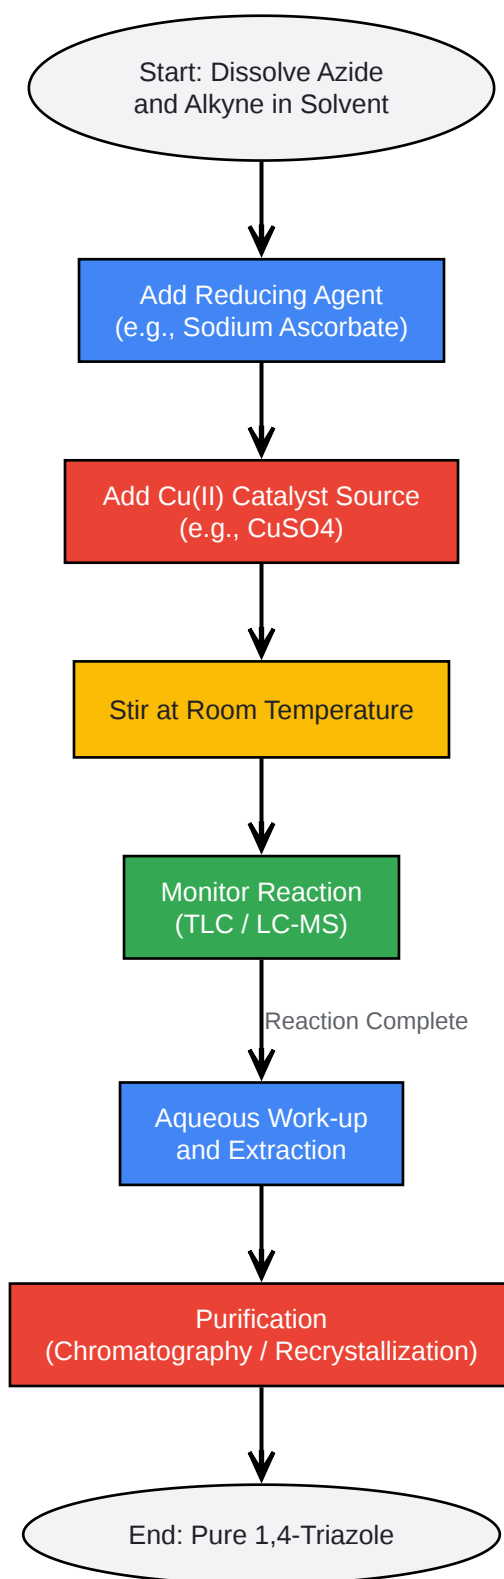 Start: Dissolve Azide
and Alkyne in Solvent
Add Reducing Agent
(e.g., Sodium Ascorbate)
Add Cu(II) Catalyst Source
(e.g., CuSO4)
Stir at Room Temperature
Monitor Reaction
(TLC / LC-MS)
Reaction Complete
Aqueous Work-up
and Extraction
Purification
(Chromatography / Recrystallization)
End: Pure 1,4-Triazole